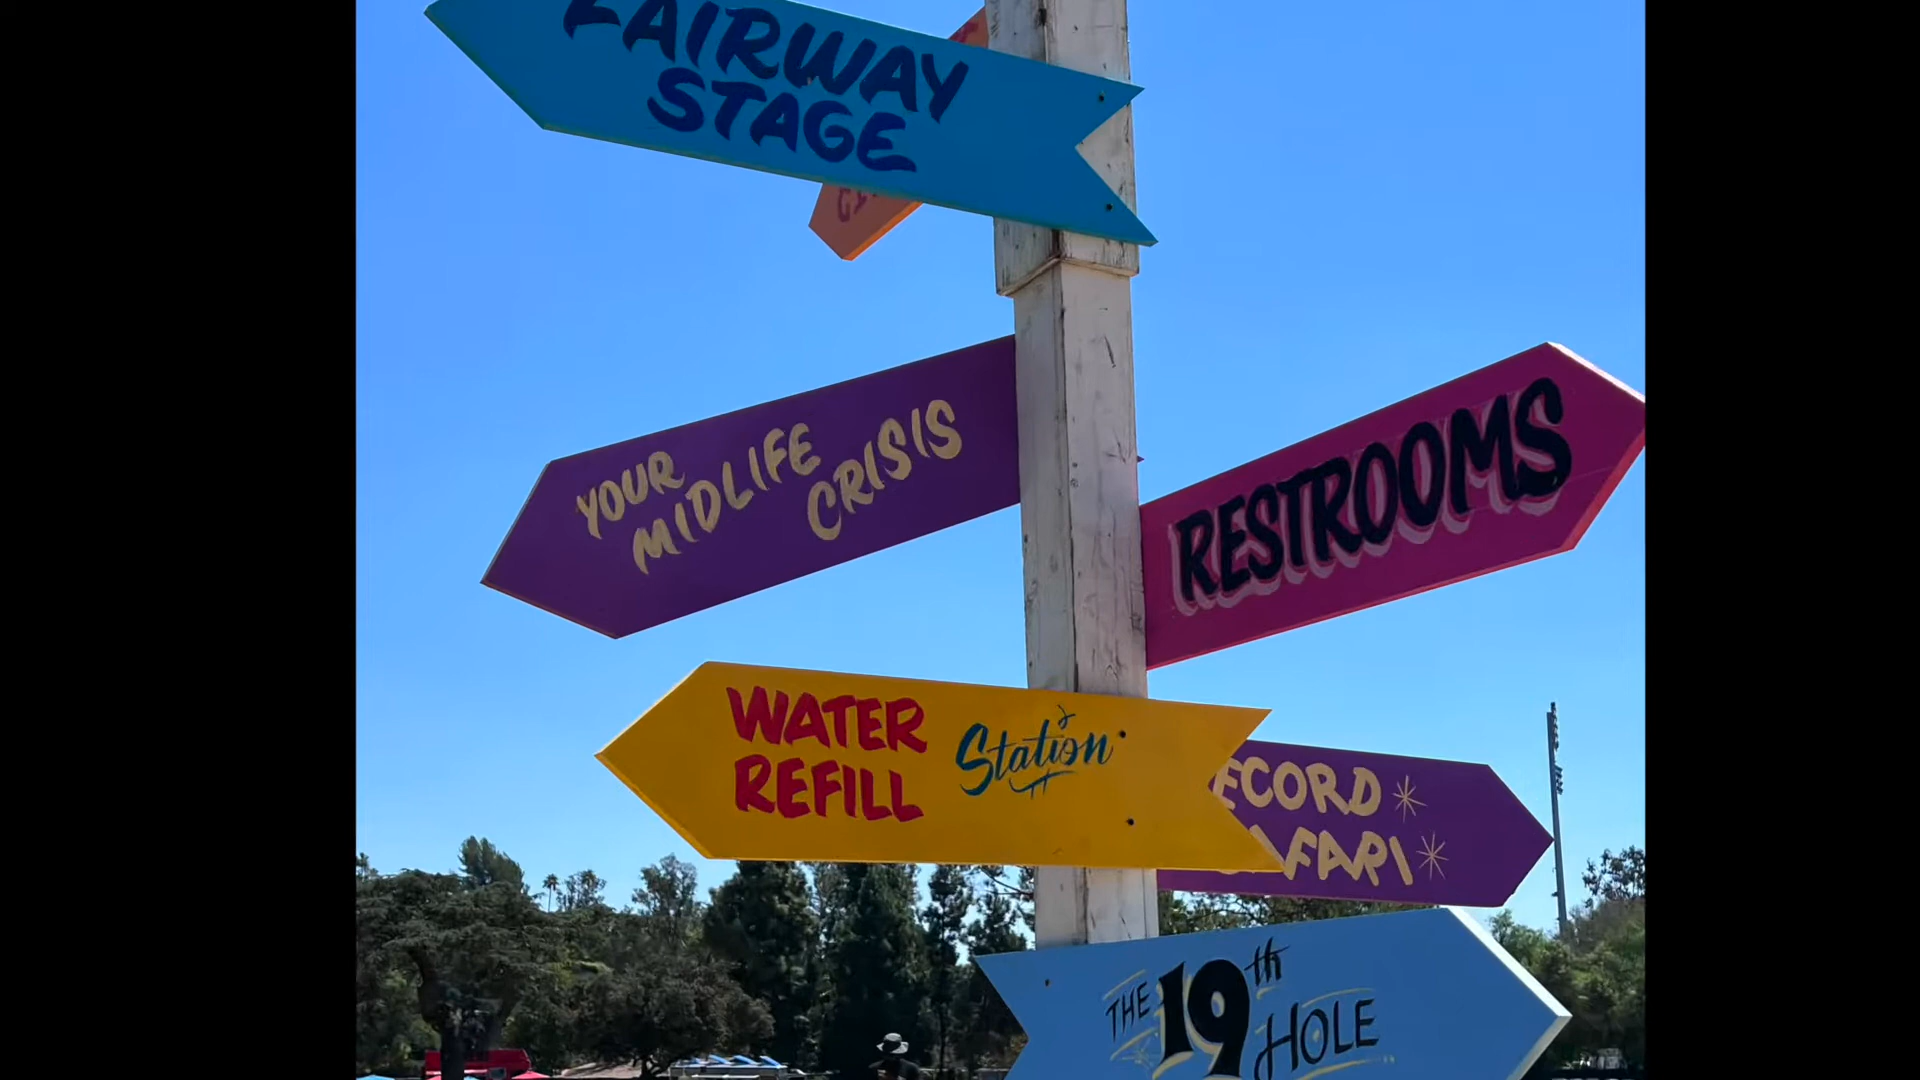 FAIRWAY
STAGE
YOUR
MIDLIFE
CRISIS
RESTROOMS
WATER
REFILL
Station
ECORD
AFARI
THE 19th
HOLE